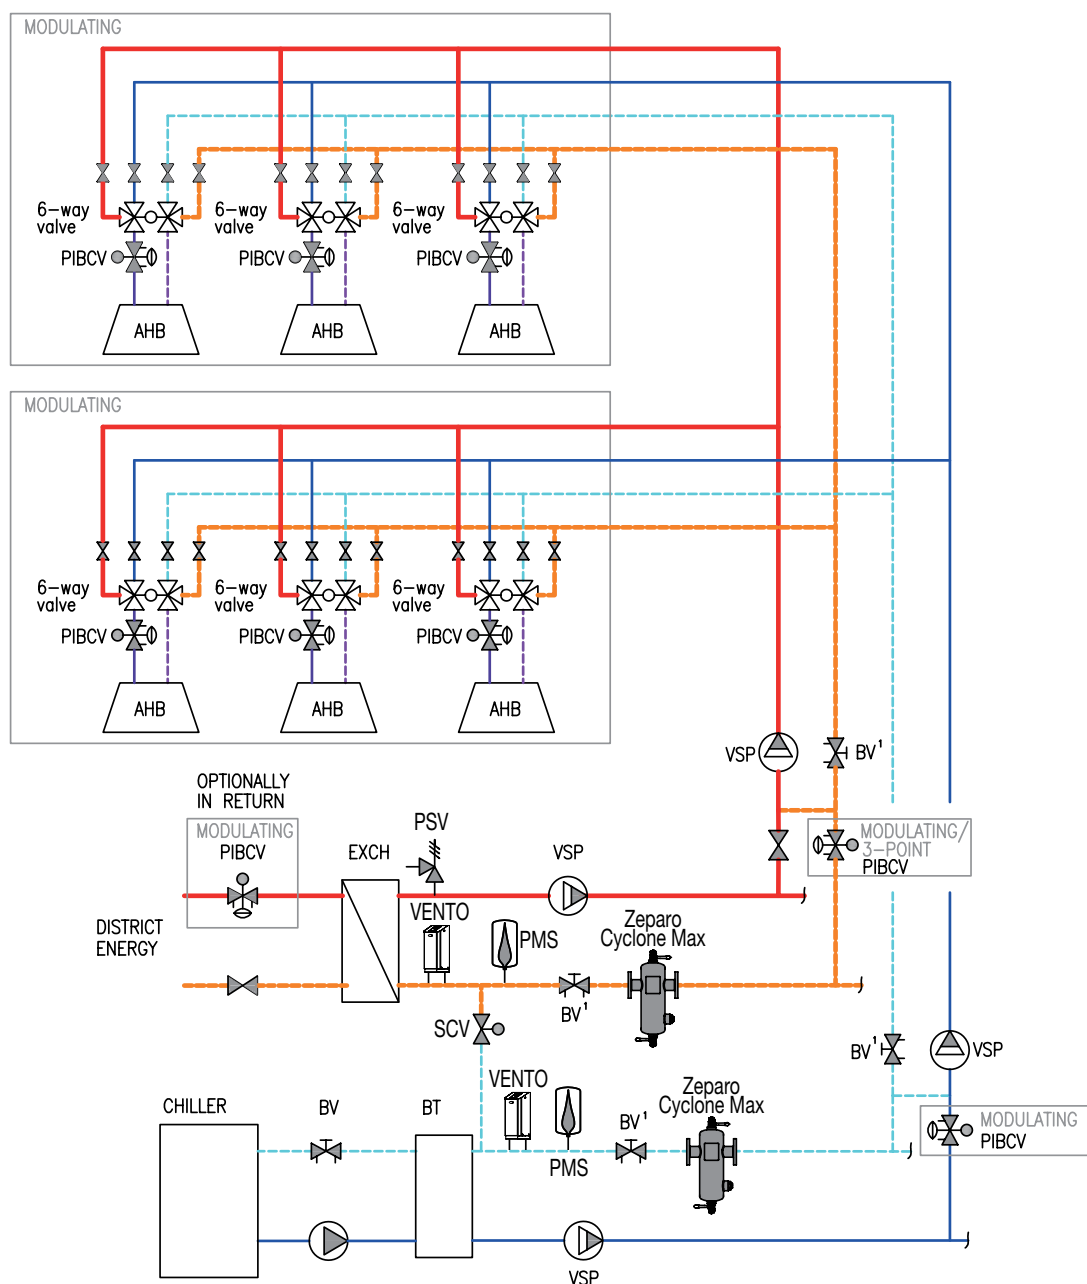 MODULATING
6-way
valve
6-way
valve
6-way
valve
PIBCV
PIBCV
PIBCV
AHB
AHB
AHB
MODULATING
6-way
valve
6-way
valve
6-way
valve
PIBCV
PIBCV
PIBCV
AHB
AHB
AHB
VSP
BV¹
OPTIONALLY
IN RETURN
MODULATING
PIBCV
EXCH
PSV
VSP
MODULATING/
3-POINT
PIBCV
DISTRICT
ENERGY
VENTO
PMS
Zeparo
Cyclone Max
BV¹
SCV
BV¹
VSP
CHILLER
BV
BT
VENTO
PMS
BV¹
Zeparo
Cyclone Max
MODULATING
PIBCV
VSP